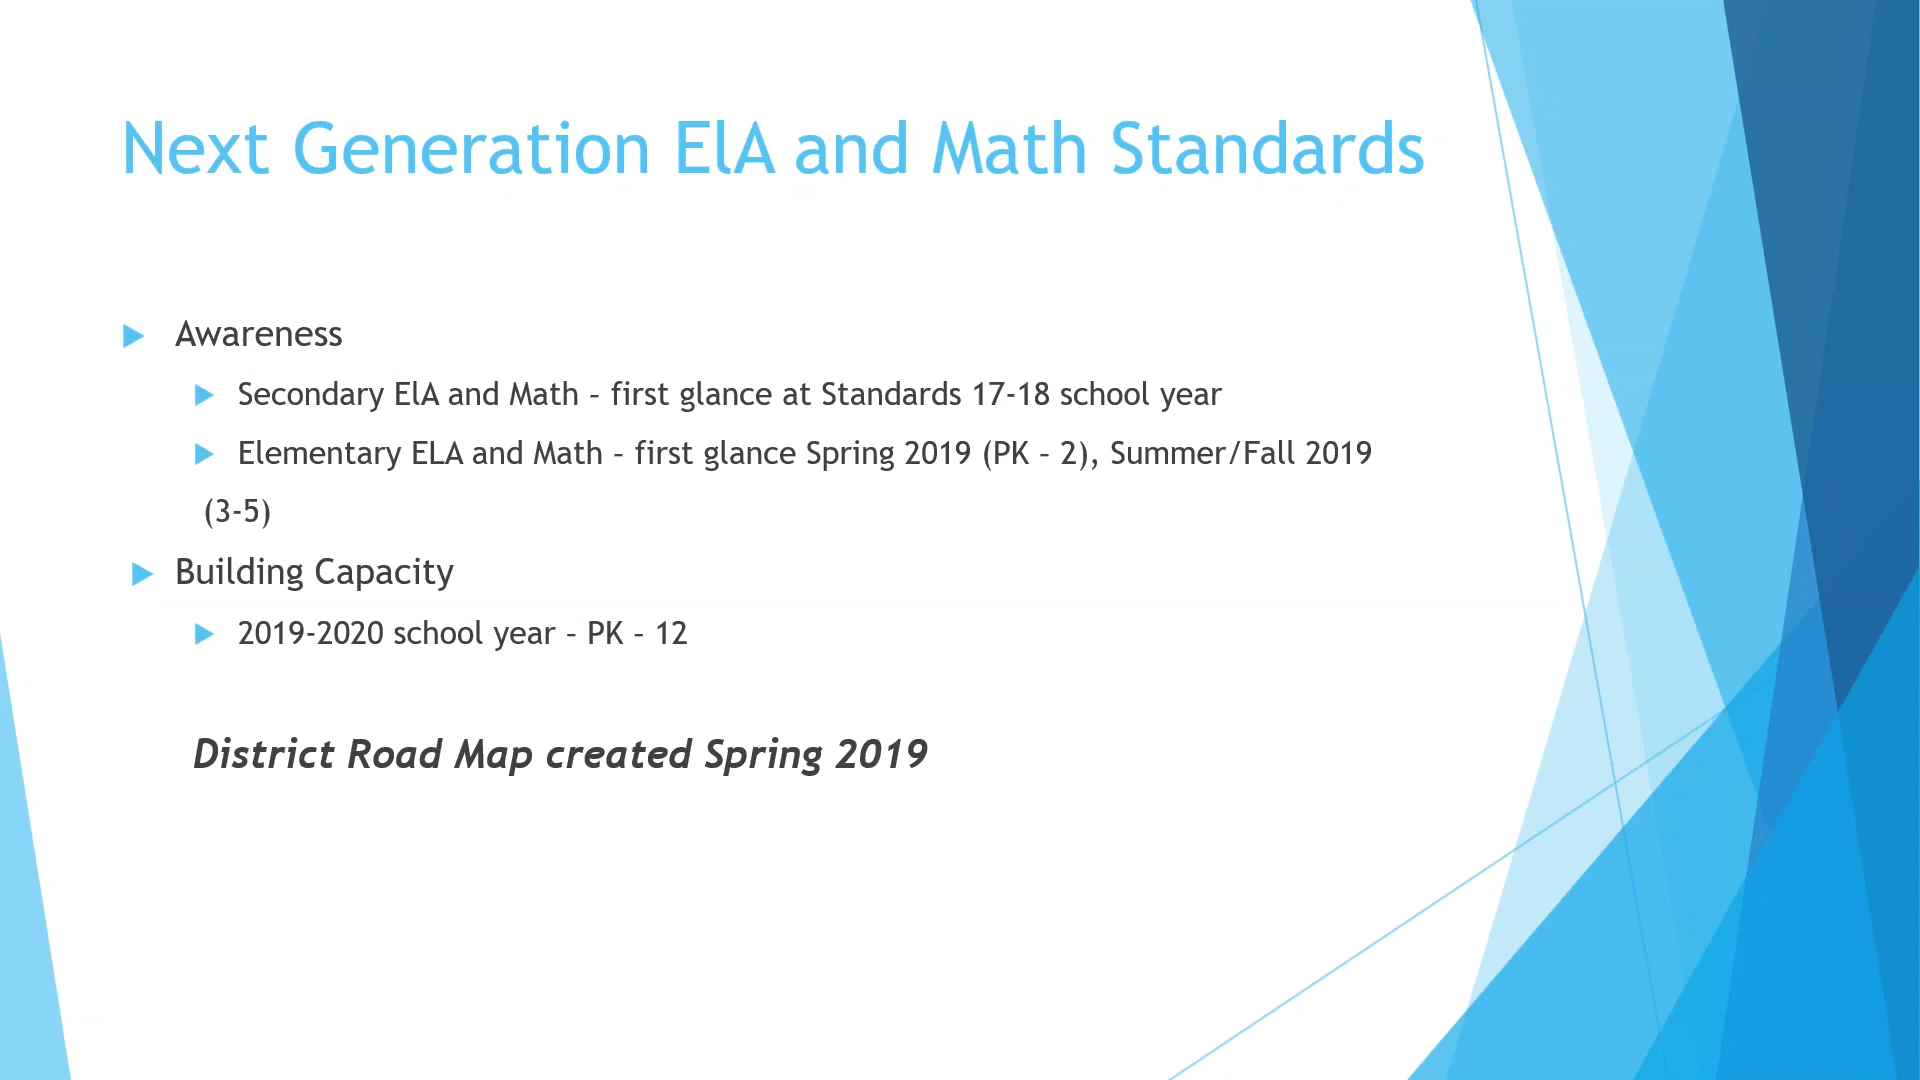 Next Generation ElA and Math Standards
Awareness
Secondary ElA and Math – first glance at Standards 17-18 school year
Elementary ELA and Math – first glance Spring 2019 (PK – 2), Summer/Fall 2019
(3-5)
Building Capacity
2019-2020 school year – PK – 12
District Road Map created Spring 2019